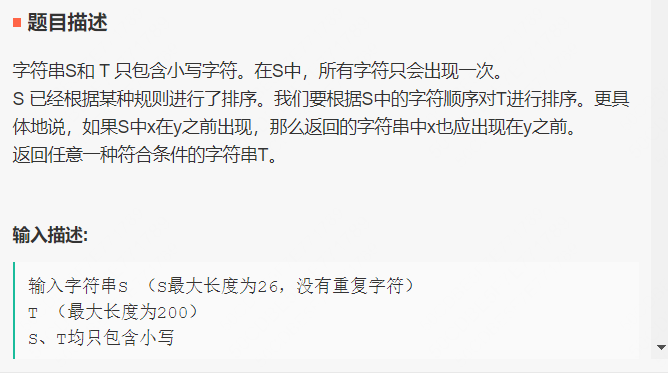 题目描述
字符串S和 T 只包含小写字符。在S中，所有字符只会出现一次。
S 已经根据某种规则进行了排序。我们要根据S中的字符顺序对T进行排序。更具
体地说，如果S中x在y之前出现，那么返回的字符串中x也应出现在y之前。
返回任意一种符合条件的字符串T。
输入描述:
输入字符串S （S最大长度为26，没有重复字符）
T （最大长度为200）
S、T均只包含小写